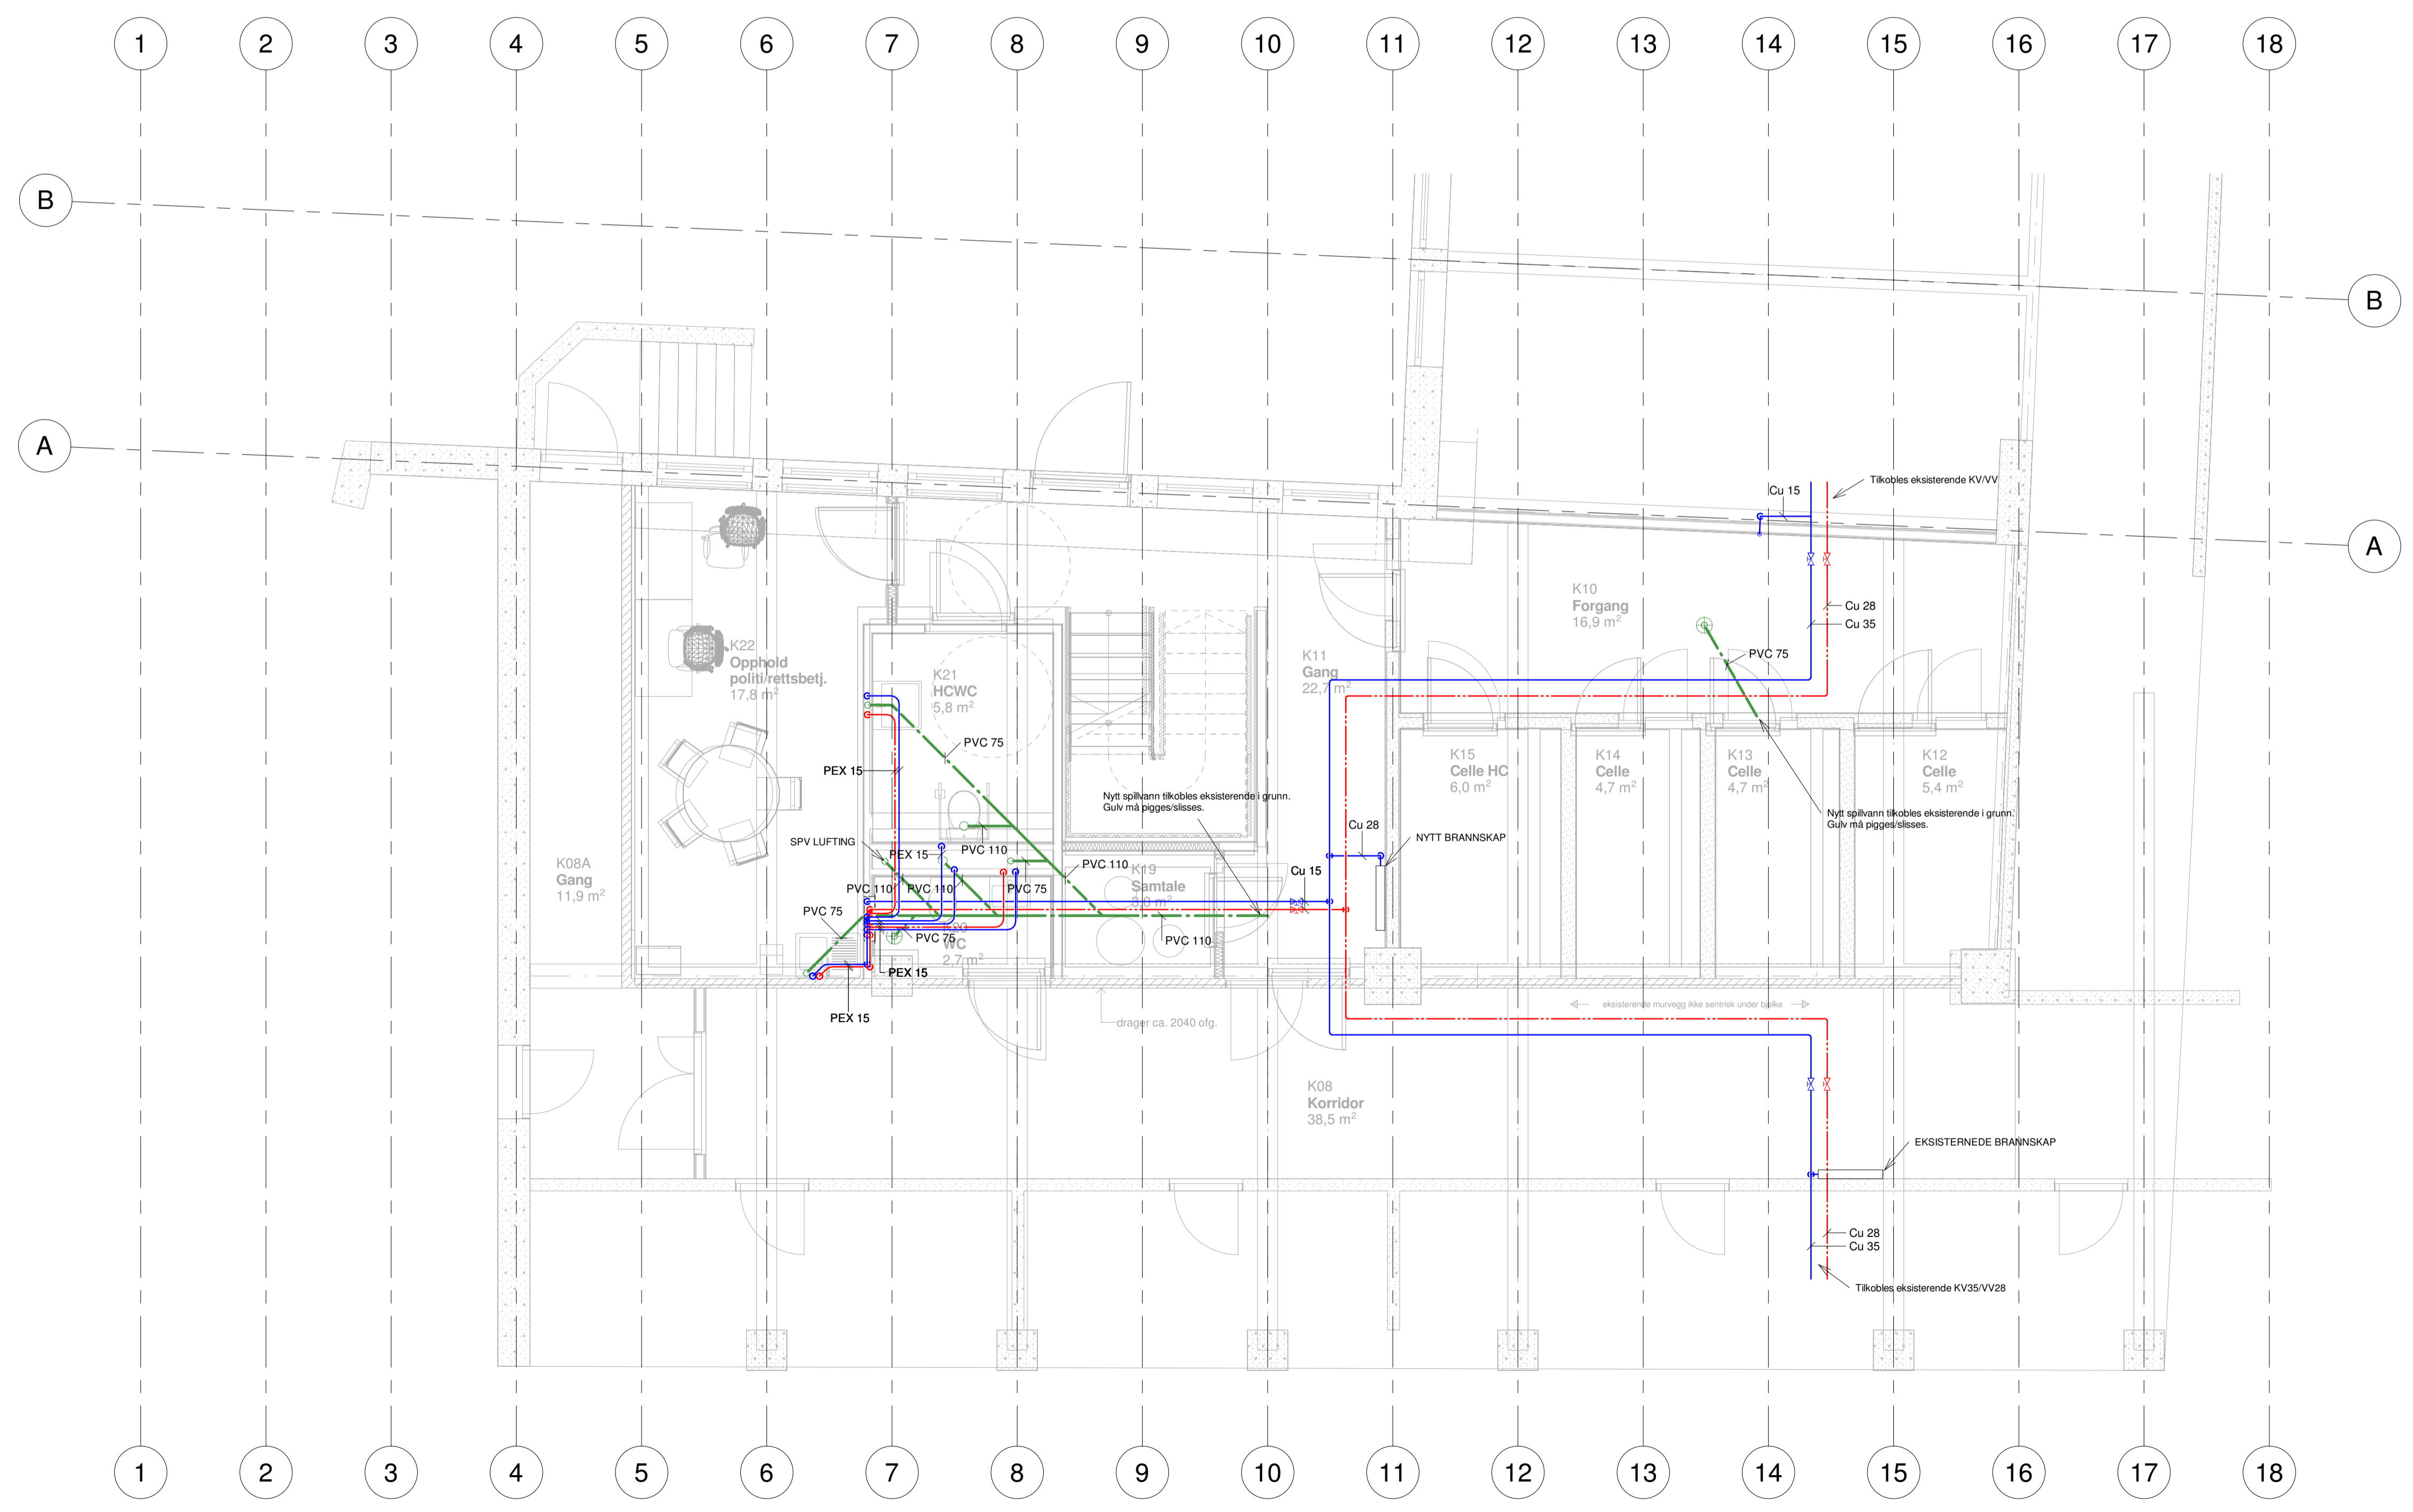 1 2 3 4 5 6 7 8 9 10 11 12 13 14 15 16 17 18
B
B
A
A
Tilkobles eksisterende KV/VV
Cu 15
Cu 28
Cu 35
K10
Forgang
16,9 m²
PVC 75
K22
Opphold
politi/rettsbetj.
17,8 m²
K21
HCWC
5,8 m²
K11
Gang
22,7 m²
PVC 75
PEX 15
K15
Celle HC
6,0 m²
K14
Celle
4,7 m²
K13
Celle
4,7 m²
K12
Celle
5,4 m²
Nytt spillvann tilkobles eksisterende i grunn.
Gulv må pigges/slisses.
Nytt spillvann tilkobles eksisterende i grunn.
Gulv må pigges/slisses.
Cu 28
NYTT BRANNSKAP
SPV LUFTING
PEX 15
PVC 110
PVC 110
K08A
Gang
11,9 m²
PVC 110
PVC 110
PVC 75
K19
Samtale
3,0 m²
Cu 15
PVC 75
K20
WC
2,7 m²
PVC 75
PVC 110
PEX 15
PEX 15
eksisterende murvegg ikke sentrisk under bjelke
drager ca. 2040 ofg.
K08
Korridor
38,5 m²
EKSISTERNEDE BRANNSKAP
Cu 28
Cu 35
Tilkobles eksisterende KV35/VV28
1 2 3 4 5 6 7 8 9 10 11 12 13 14 15 16 17 18